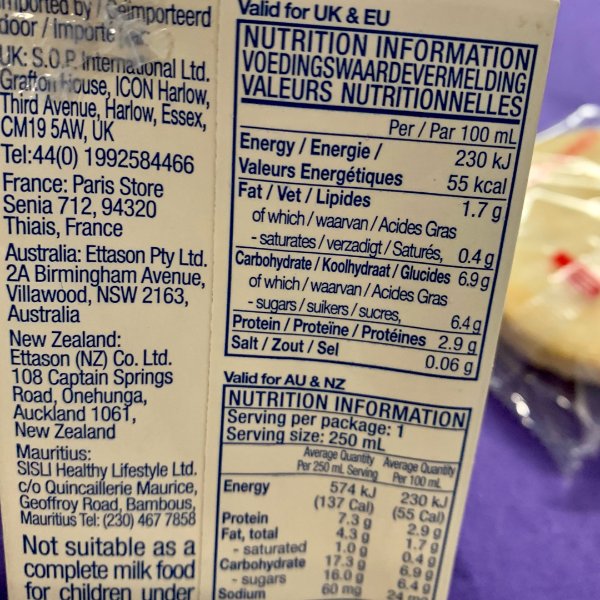 Imported by / Geïmporteerd
door / Importé
UK: S.O.P. International Ltd.
Grafton House, ICON Harlow,
Third Avenue, Harlow, Essex,
CM19 5AW, UK
Tel:44(0) 1992584466
France: Paris Store
Senia 712, 94320
Thiais, France
Australia: Ettason Pty Ltd.
2A Birmingham Avenue,
Villawood, NSW 2163,
Australia
New Zealand:
Ettason (NZ) Co. Ltd.
108 Captain Springs
Road, Onehunga,
Auckland 1061,
New Zealand
Mauritius:
SISLI Healthy Lifestyle Ltd.
c/o Quincaillerie Maurice,
Geoffroy Road, Bambous,
Mauritius Tel: (230) 467 7858
Not suitable as a
complete milk food
for children under
Valid for UK & EU
NUTRITION INFORMATION
VOEDINGSWAARDEVERMELDING
VALEURS NUTRITIONNELLES
Per / Par 100 mL
Energy / Energie / 230 kJ
Valeurs Energétiques 55 kcal
Fat / Vet / Lipides 1.7 g
of which / waarvan / Acides Gras
- saturates / verzadigt / Saturés, 0.4 g
Carbohydrate / Koolhydraat / Glucides 6.9 g
of which / waarvan / Acides Gras
- sugars / suikers / sucres, 6.4 g
Protein / Proteïne / Protéines 2.9 g
Salt / Zout / Sel 0.06 g
Valid for AU & NZ
NUTRITION INFORMATION
Serving per package: 1
Serving size: 250 mL
Average Quantity Average Quantity
Per 250 mL Serving Per 100 mL
Energy 574 kJ 230 kJ
(137 Cal) (55 Cal)
Protein 7.3 g 2.9 g
Fat, total 4.3 g 1.7 g
- saturated 1.0 g 0.4 g
Carbohydrate 17.3 g 6.9 g
- sugars 16.0 g 6.4 g
Sodium 60 mg 24 mg